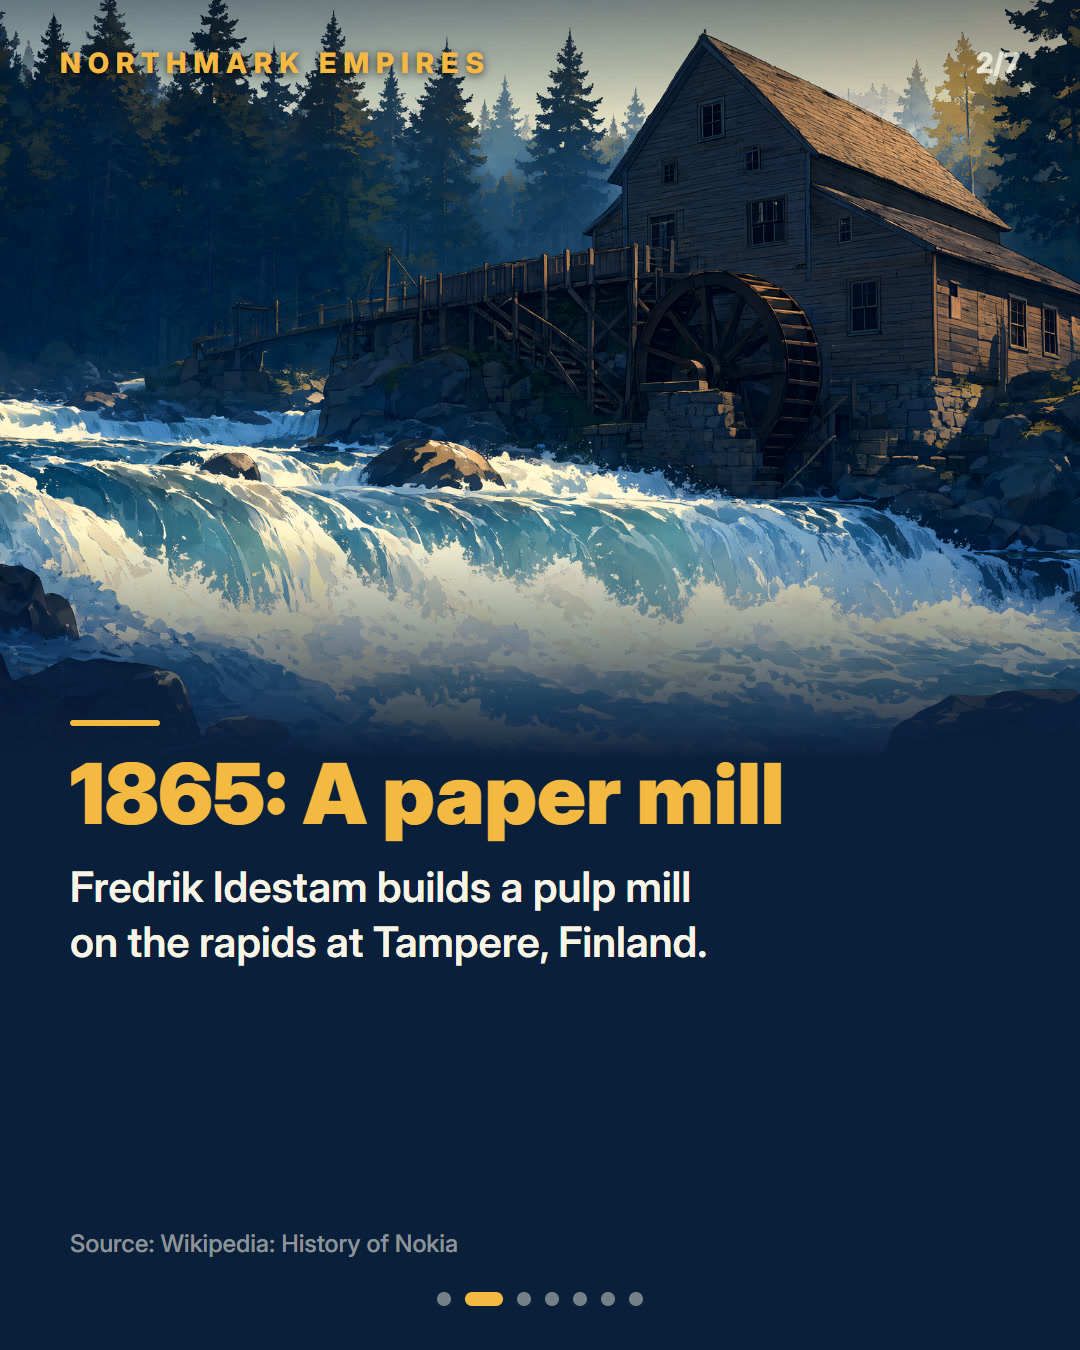 NORTHMARK EMPIRES
2/7
1865: A paper mill
Fredrik Idestam builds a pulp mill
on the rapids at Tampere, Finland.
Source: Wikipedia: History of Nokia